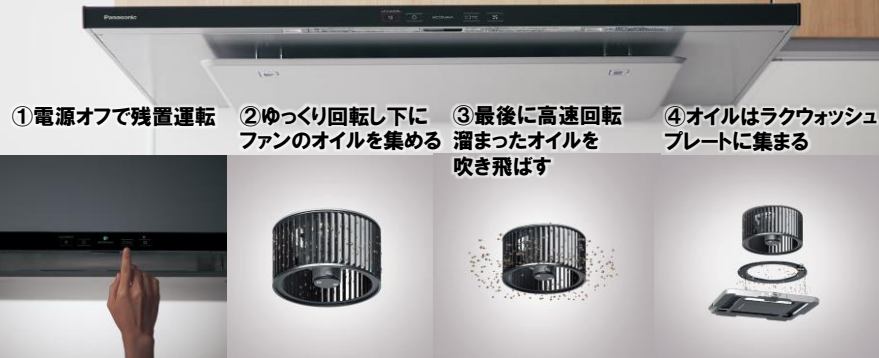 Panasonic
①電源オフで残置運転
②ゆっくり回転し下に
ファンのオイルを集める
③最後に高速回転
溜まったオイルを
吹き飛ばす
④オイルはラクウォッシュ
プレートに集まる